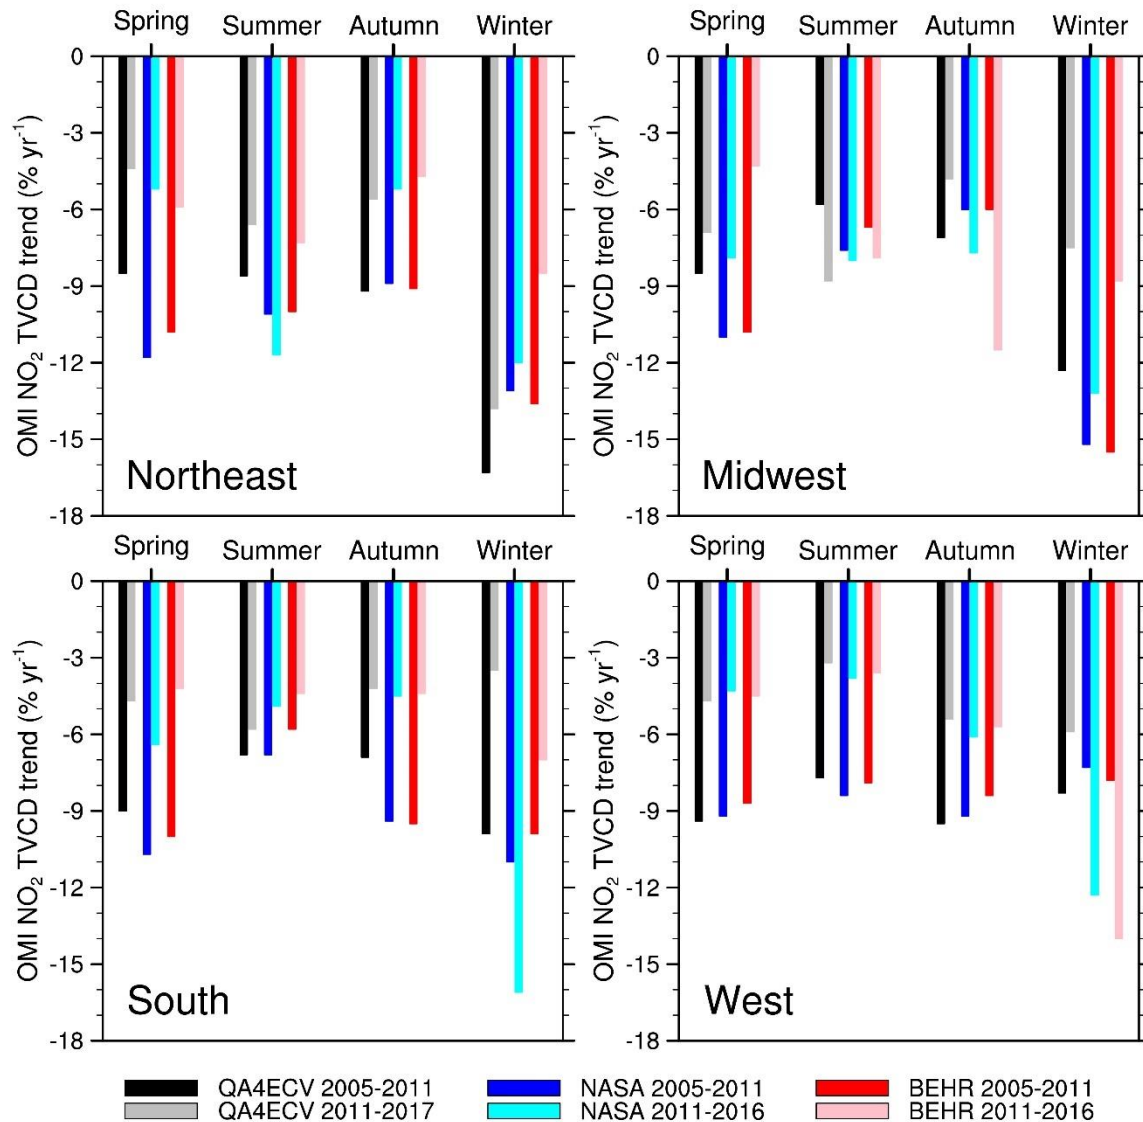 Spring Summer Autumn Winter
Spring Summer Autumn Winter
0
-3
-6
-9
-12
-15
-18
OMI NO₂ TVCD trend (% yr⁻¹)
Northeast
0
-3
-6
-9
-12
-15
-18
OMI NO₂ TVCD trend (% yr⁻¹)
Midwest
Spring Summer Autumn Winter
Spring Summer Autumn Winter
0
-3
-6
-9
-12
-15
-18
OMI NO₂ TVCD trend (% yr⁻¹)
South
0
-3
-6
-9
-12
-15
-18
OMI NO₂ TVCD trend (% yr⁻¹)
West
QA4ECV 2005-2011 NASA 2005-2011 BEHR 2005-2011
QA4ECV 2011-2017 NASA 2011-2016 BEHR 2011-2016